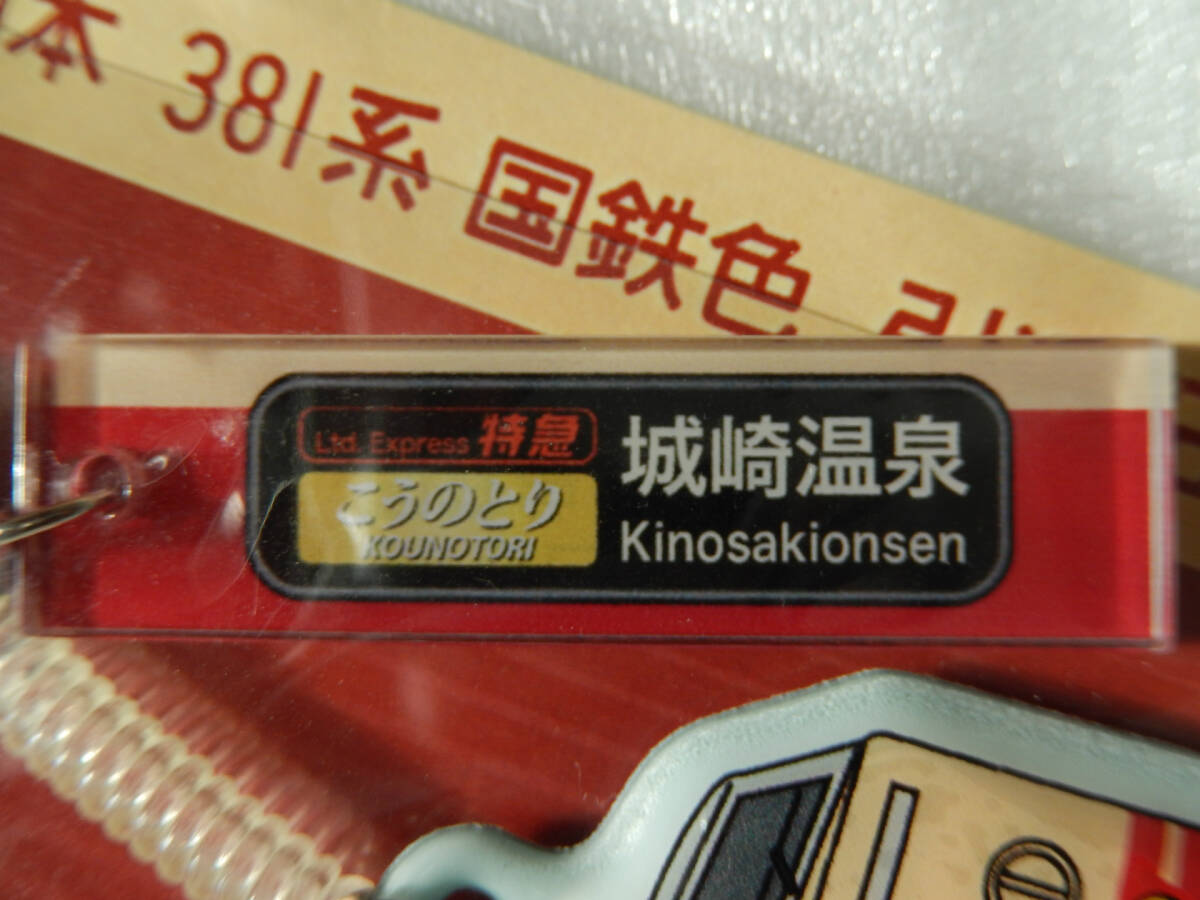 本 381系 国鉄色
Ltd. Express 特急
こうのとり
KOUNOTORI
城崎温泉
Kinosakionsen